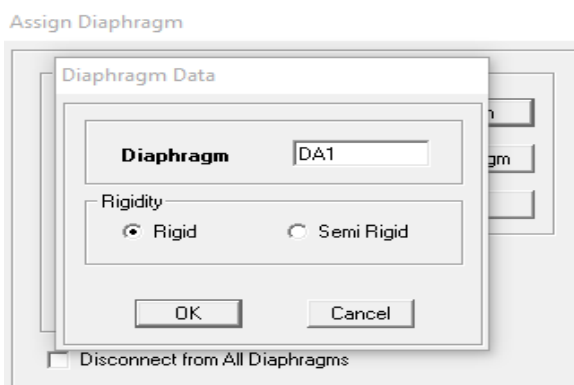 Assign Diaphragm
Diaphragm Data
Diaphragm DA1
Rigidity
Rigid Semi Rigid
OK Cancel
Disconnect from All Diaphragms